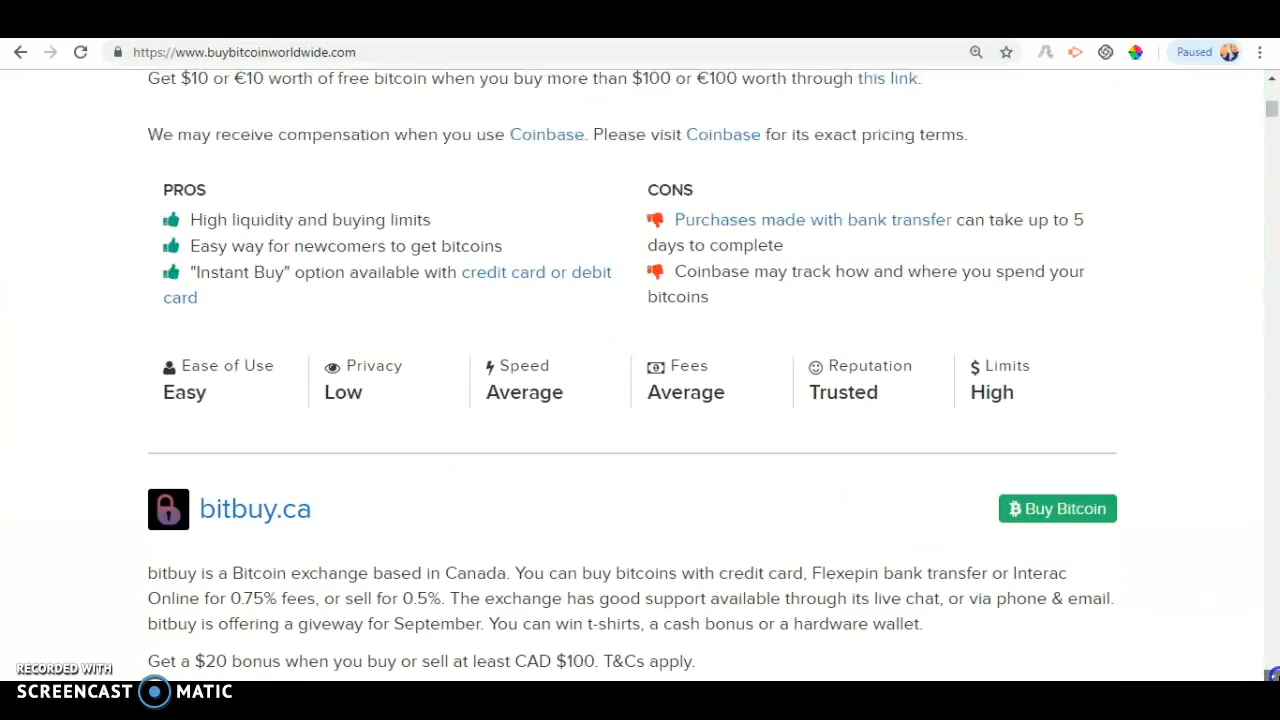 https://www.buybitcoinworldwide.com
Paused
Get $10 or €10 worth of free bitcoin when you buy more than $100 or €100 worth through this link.
We may receive compensation when you use Coinbase. Please visit Coinbase for its exact pricing terms.
PROS
High liquidity and buying limits
Easy way for newcomers to get bitcoins
"Instant Buy" option available with credit card or debit
card
CONS
Purchases made with bank transfer can take up to 5
days to complete
Coinbase may track how and where you spend your
bitcoins
Ease of Use
Easy
Privacy
Low
Speed
Average
Fees
Average
Reputation
Trusted
Limits
High
bitbuy.ca
Buy Bitcoin
bitbuy is a Bitcoin exchange based in Canada. You can buy bitcoins with credit card, Flexepin bank transfer or Interac
Online for 0.75% fees, or sell for 0.5%. The exchange has good support available through its live chat, or via phone & email.
bitbuy is offering a giveway for September. You can win t-shirts, a cash bonus or a hardware wallet.
Get a $20 bonus when you buy or sell at least CAD $100. T&Cs apply.
RECORDED WITH
SCREENCAST MATIC